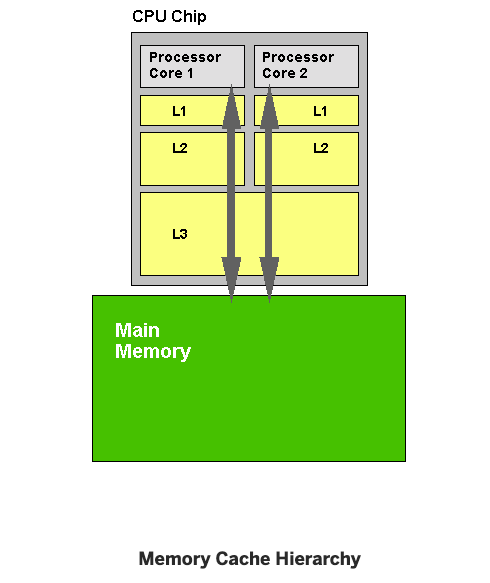 CPU Chip
Processor
Core 1
Processor
Core 2
L1
L1
L2
L2
L3
Main
Memory
Memory Cache Hierarchy